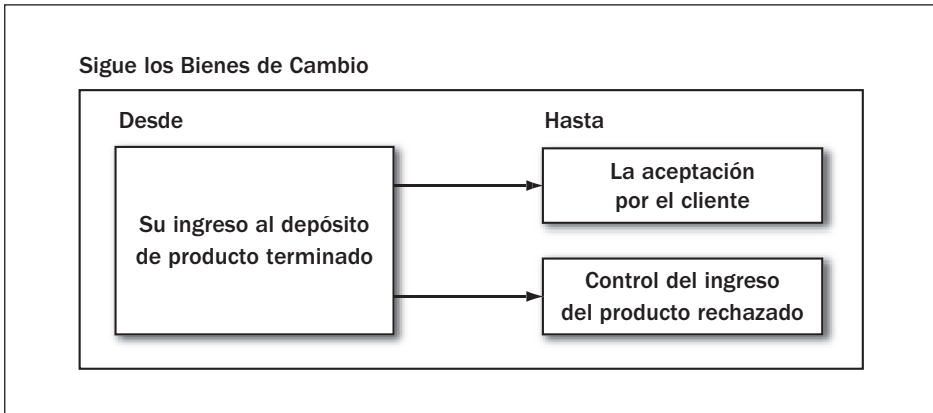 Sigue los Bienes de Cambio
Desde
Hasta
Su ingreso al depósito
de producto terminado
La aceptación
por el cliente
Control del ingreso
del producto rechazado